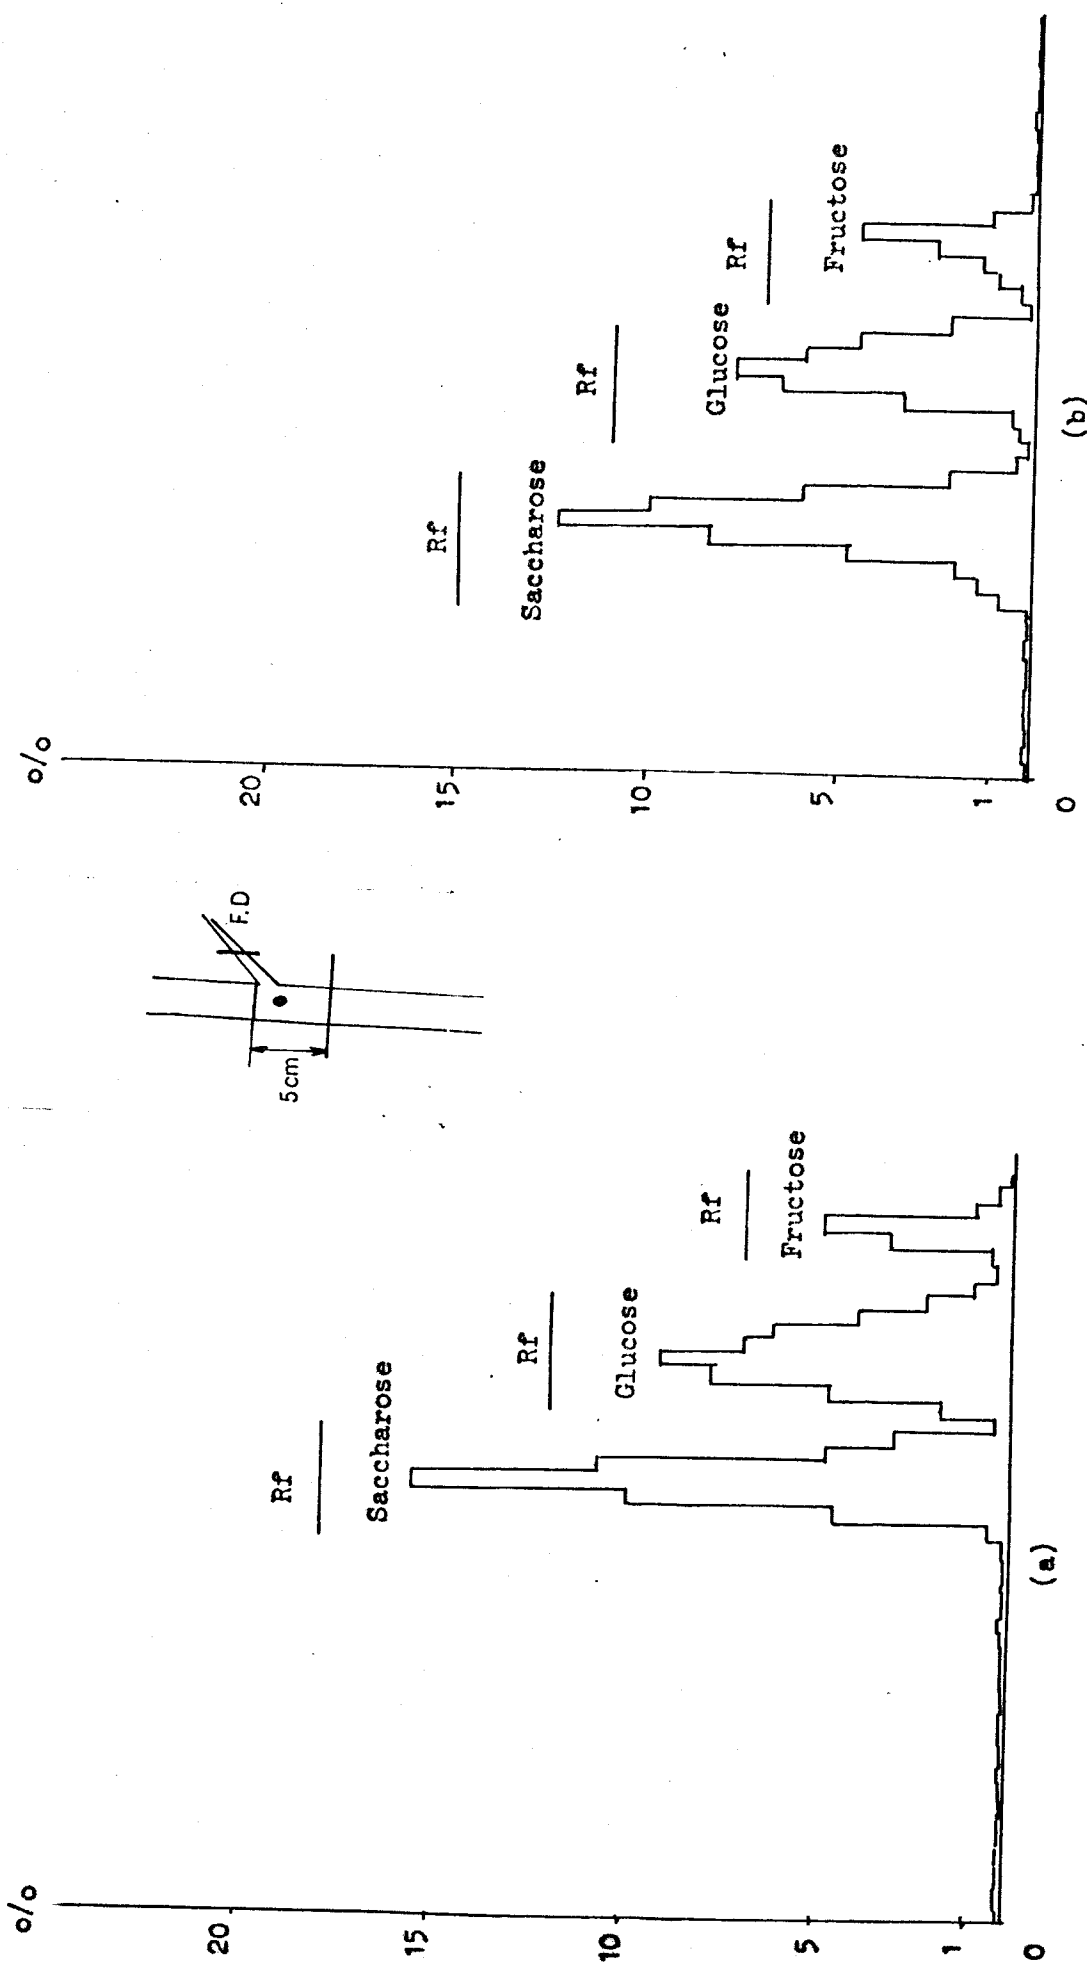 %
20
15
10
5
1
0
Rf
Saccharose
Rf
Glucose
Rf
Fructose
(a)
5cm
F.D
%
20
15
10
5
1
0
Rf
Saccharose
Rf
Glucose
Rf
Fructose
(b)